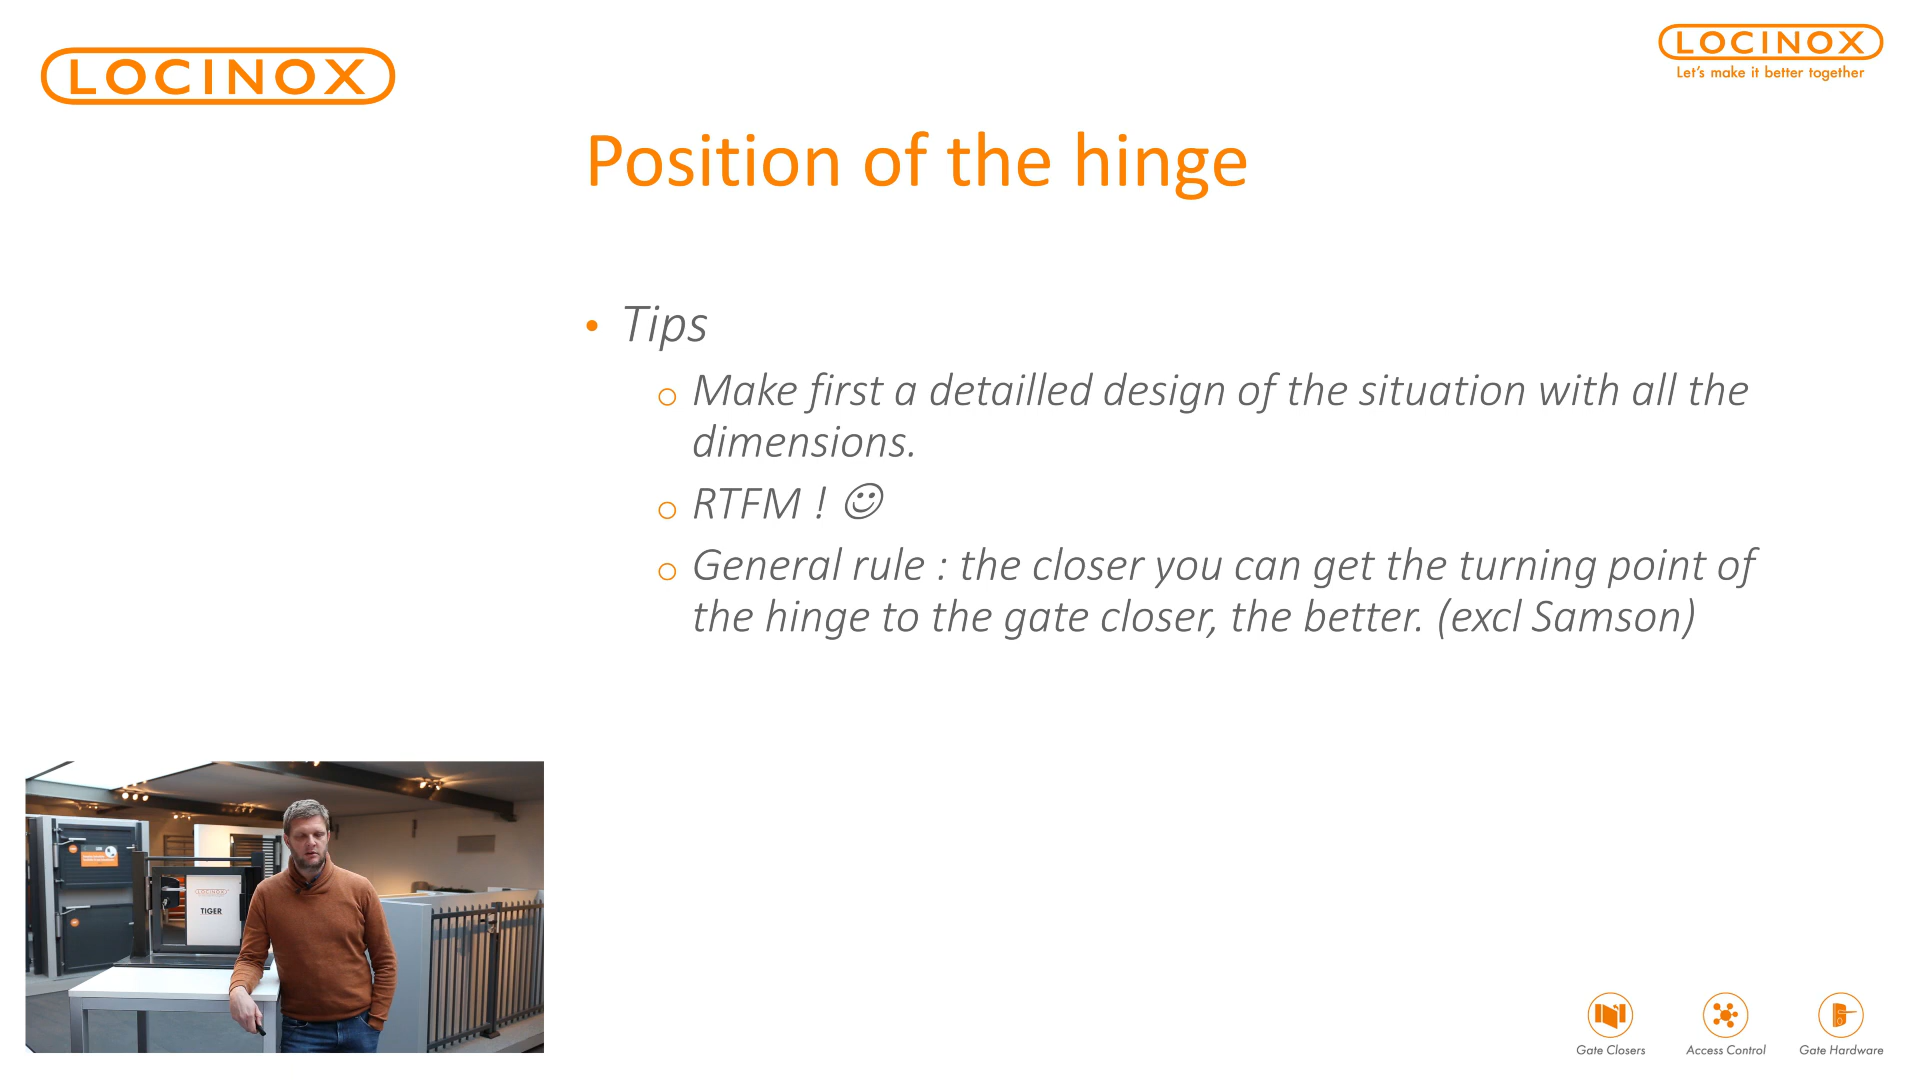 LOCINOX
LOCINOX
Let's make it better together
Position of the hinge
• Tips
o Make first a detailled design of the situation with all the
dimensions.
o RTFM ! ☺
o General rule : the closer you can get the turning point of
the hinge to the gate closer, the better. (excl Samson)
LOCINOX
TIGER
Gate Closers
Access Control
Gate Hardware